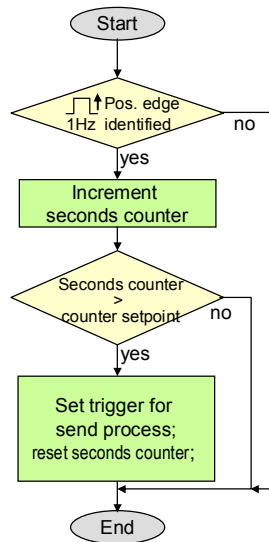 Start
Pos. edge
1Hz identified
no
yes
Increment
seconds counter
Seconds counter
>
counter setpoint
no
yes
Set trigger for
send process;
reset seconds counter;
End